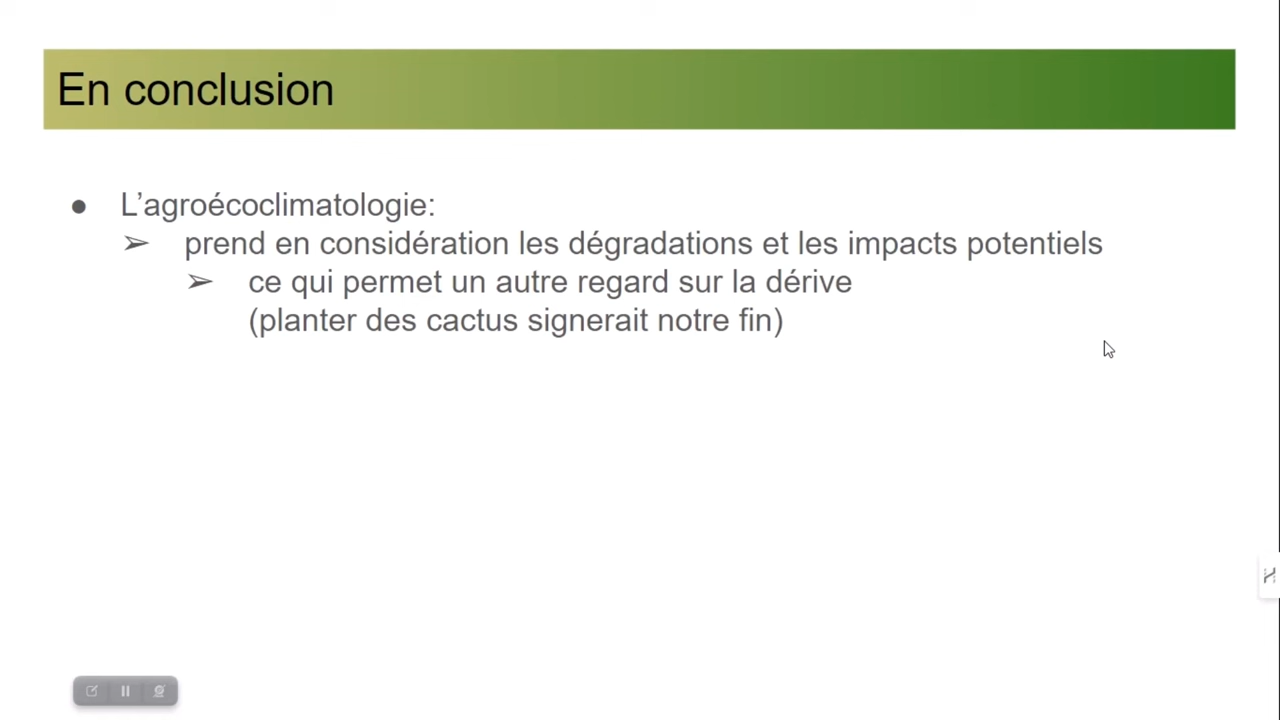 En conclusion
● L’agroécoclimatologie:
➢ prend en considération les dégradations et les impacts potentiels
➢ ce qui permet un autre regard sur la dérive
(planter des cactus signerait notre fin)